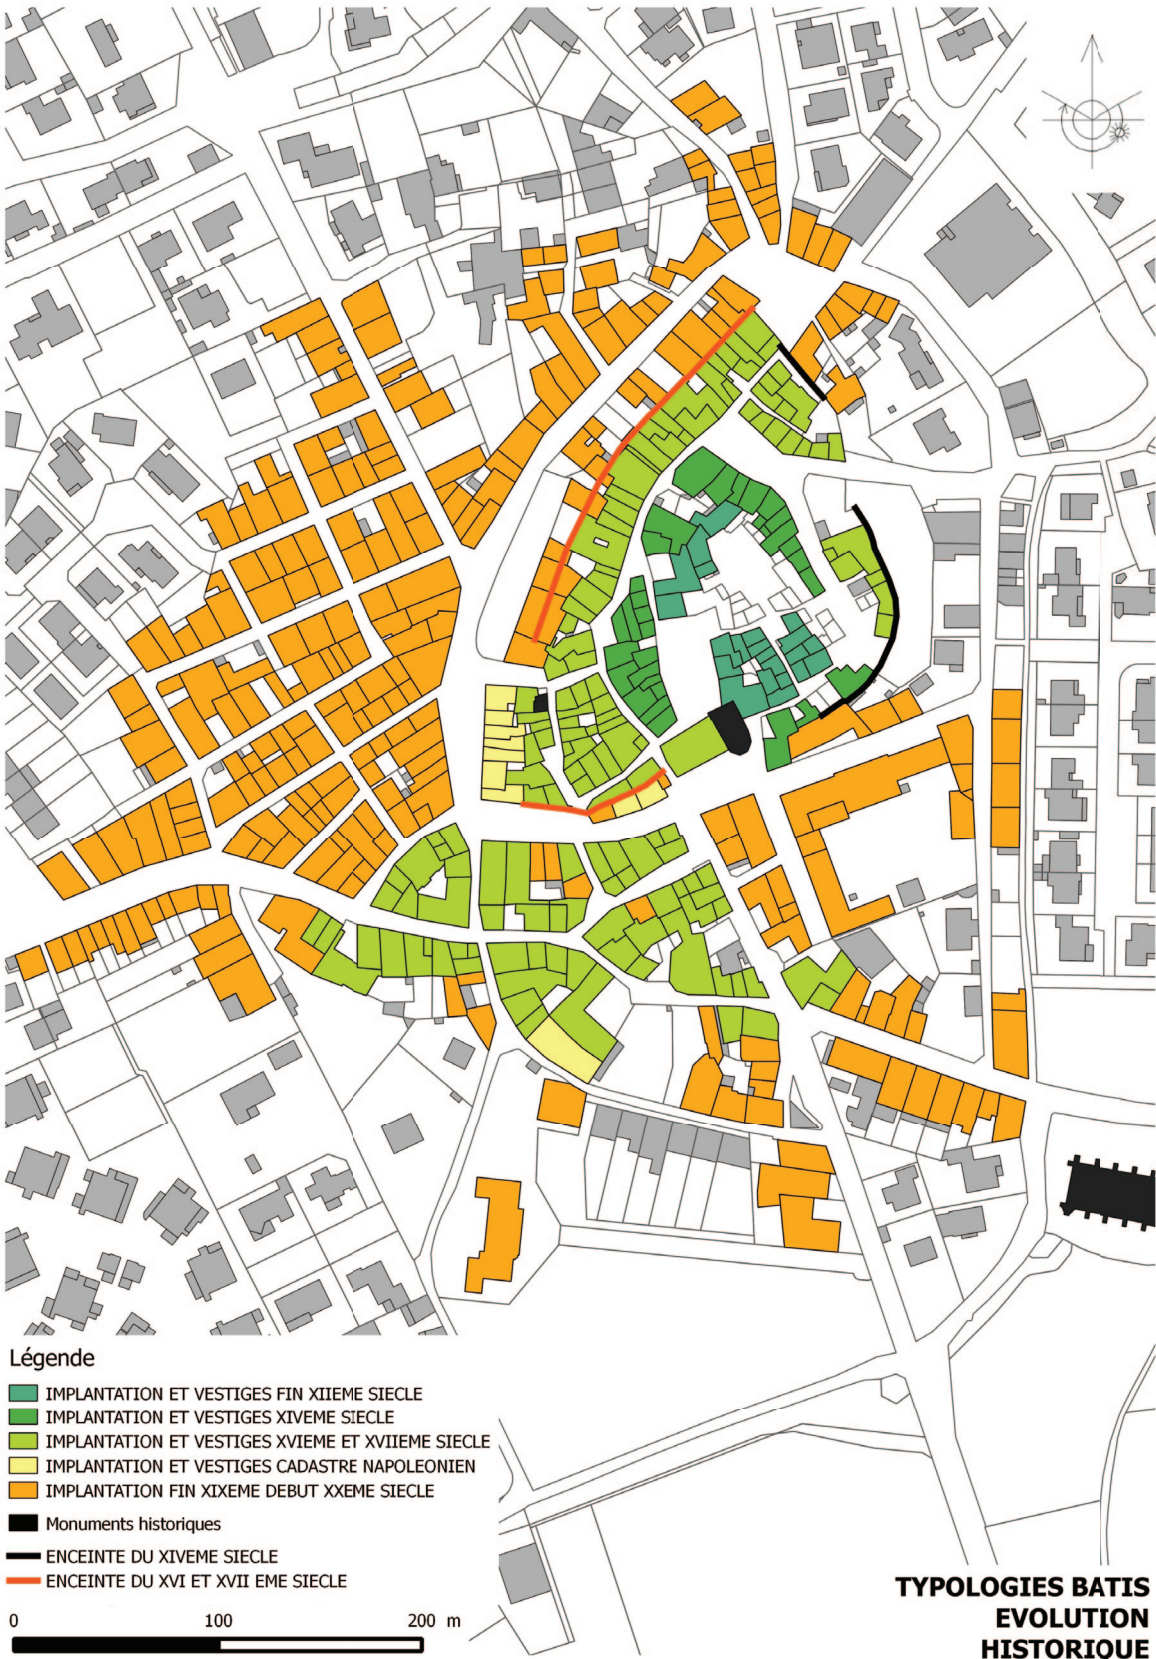 Légende
IMPLANTATION ET VESTIGES FIN XIIEME SIECLE
IMPLANTATION ET VESTIGES XIVEME SIECLE
IMPLANTATION ET VESTIGES XVIEME ET XVIIEME SIECLE
IMPLANTATION ET VESTIGES CADASTRE NAPOLEONIEN
IMPLANTATION FIN XIXEME DEBUT XXEME SIECLE
Monuments historiques
ENCEINTE DU XIVEME SIECLE
ENCEINTE DU XVI ET XVII EME SIECLE
0 100 200 m
TYPOLOGIES BATIS
EVOLUTION
HISTORIQUE